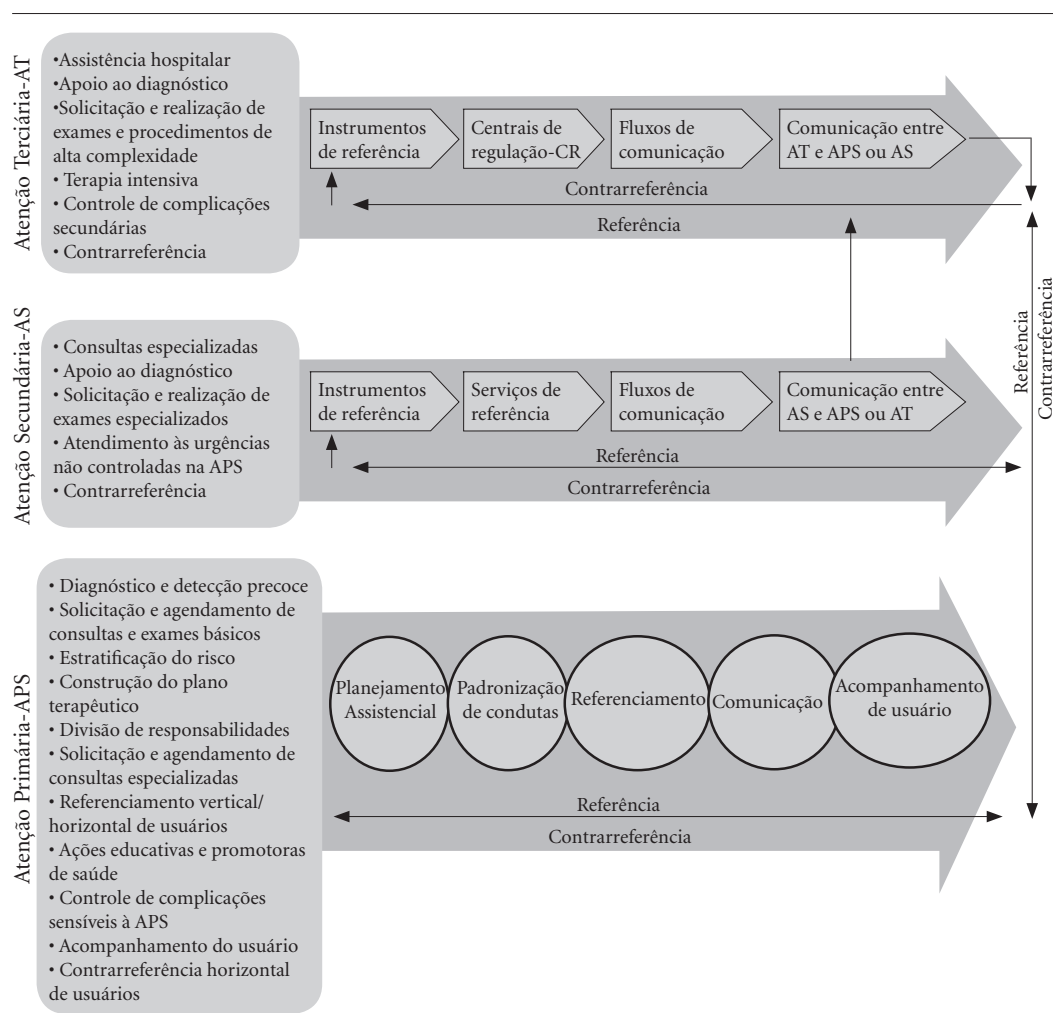 Atenção Terciária-AT
•Assistência hospitalar
•Apoio ao diagnóstico
•Solicitação e realização de
exames e procedimentos de
alta complexidade
• Terapia intensiva
• Controle de complicações
secundárias
• Contrarreferência
Instrumentos
de referência
Centrais de
regulação-CR
Fluxos de
comunicação
Comunicação entre
AT e APS ou AS
Contrarreferência
Referência
Atenção Secundária-AS
• Consultas especializadas
• Apoio ao diagnóstico
• Solicitação e realização de
exames especializados
• Atendimento às urgências
não controladas na APS
• Contrarreferência
Instrumentos
de referência
Serviços de
referência
Fluxos de
comunicação
Comunicação entre
AS e APS ou AT
Referência
Contrarreferência
Referência
Contrarreferência
Atenção Primária-APS
• Diagnóstico e detecção precoce
• Solicitação e agendamento de
consultas e exames básicos
• Estratificação do risco
• Construção do plano
terapêutico
• Divisão de responsabilidades
• Solicitação e agendamento de
consultas especializadas
• Referenciamento vertical/
horizontal de usuários
• Ações educativas e promotoras
de saúde
• Controle de complicações
sensíveis à APS
• Acompanhamento do usuário
• Contrarreferência horizontal
de usuários
Planejamento
Assistencial
Padronização
de condutas
Referenciamento
Comunicação
Acompanhamento
de usuário
Referência
Contrarreferência